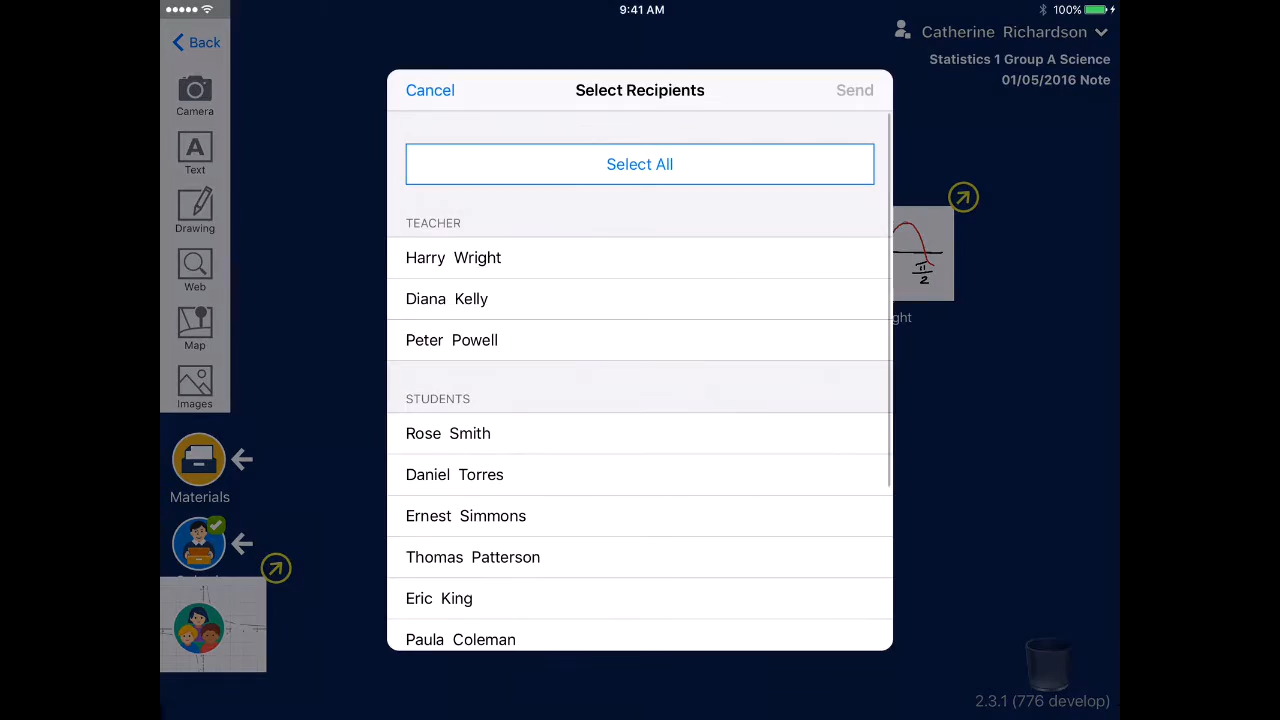 9:41 AM
100%
Back
Catherine Richardson
Statistics 1 Group A Science
01/05/2016 Note
Camera
Text
Drawing
Web
Map
Images
Materials
Cancel
Select Recipients
Send
Select All
TEACHER
Harry Wright
Diana Kelly
Peter Powell
STUDENTS
Rose Smith
Daniel Torres
Ernest Simmons
Thomas Patterson
Eric King
Paula Coleman
π
2
ght
2.3.1 (776 develop)